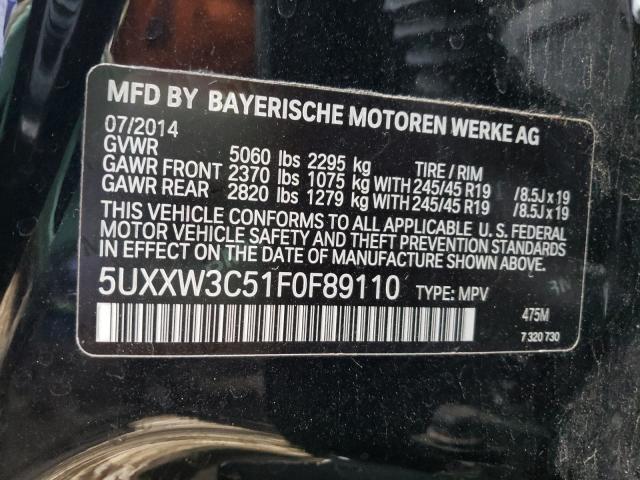 MFD BY BAYERISCHE MOTOREN WERKE AG
07/2014
GVWR 5060 lbs 2295 kg TIRE / RIM
GAWR FRONT 2370 lbs 1075 kg WITH 245/45 R19 /8.5J x 19
GAWR REAR 2820 lbs 1279 kg WITH 245/45 R19 /8.5J x 19
THIS VEHICLE CONFORMS TO ALL APPLICABLE U. S. FEDERAL
MOTOR VEHICLE SAFETY AND THEFT PREVENTION STANDARDS
IN EFFECT ON THE DATE OF MANUFACTURE SHOWN ABOVE.
5UXXW3C51F0F89110 TYPE: MPV
475M
7 320 730